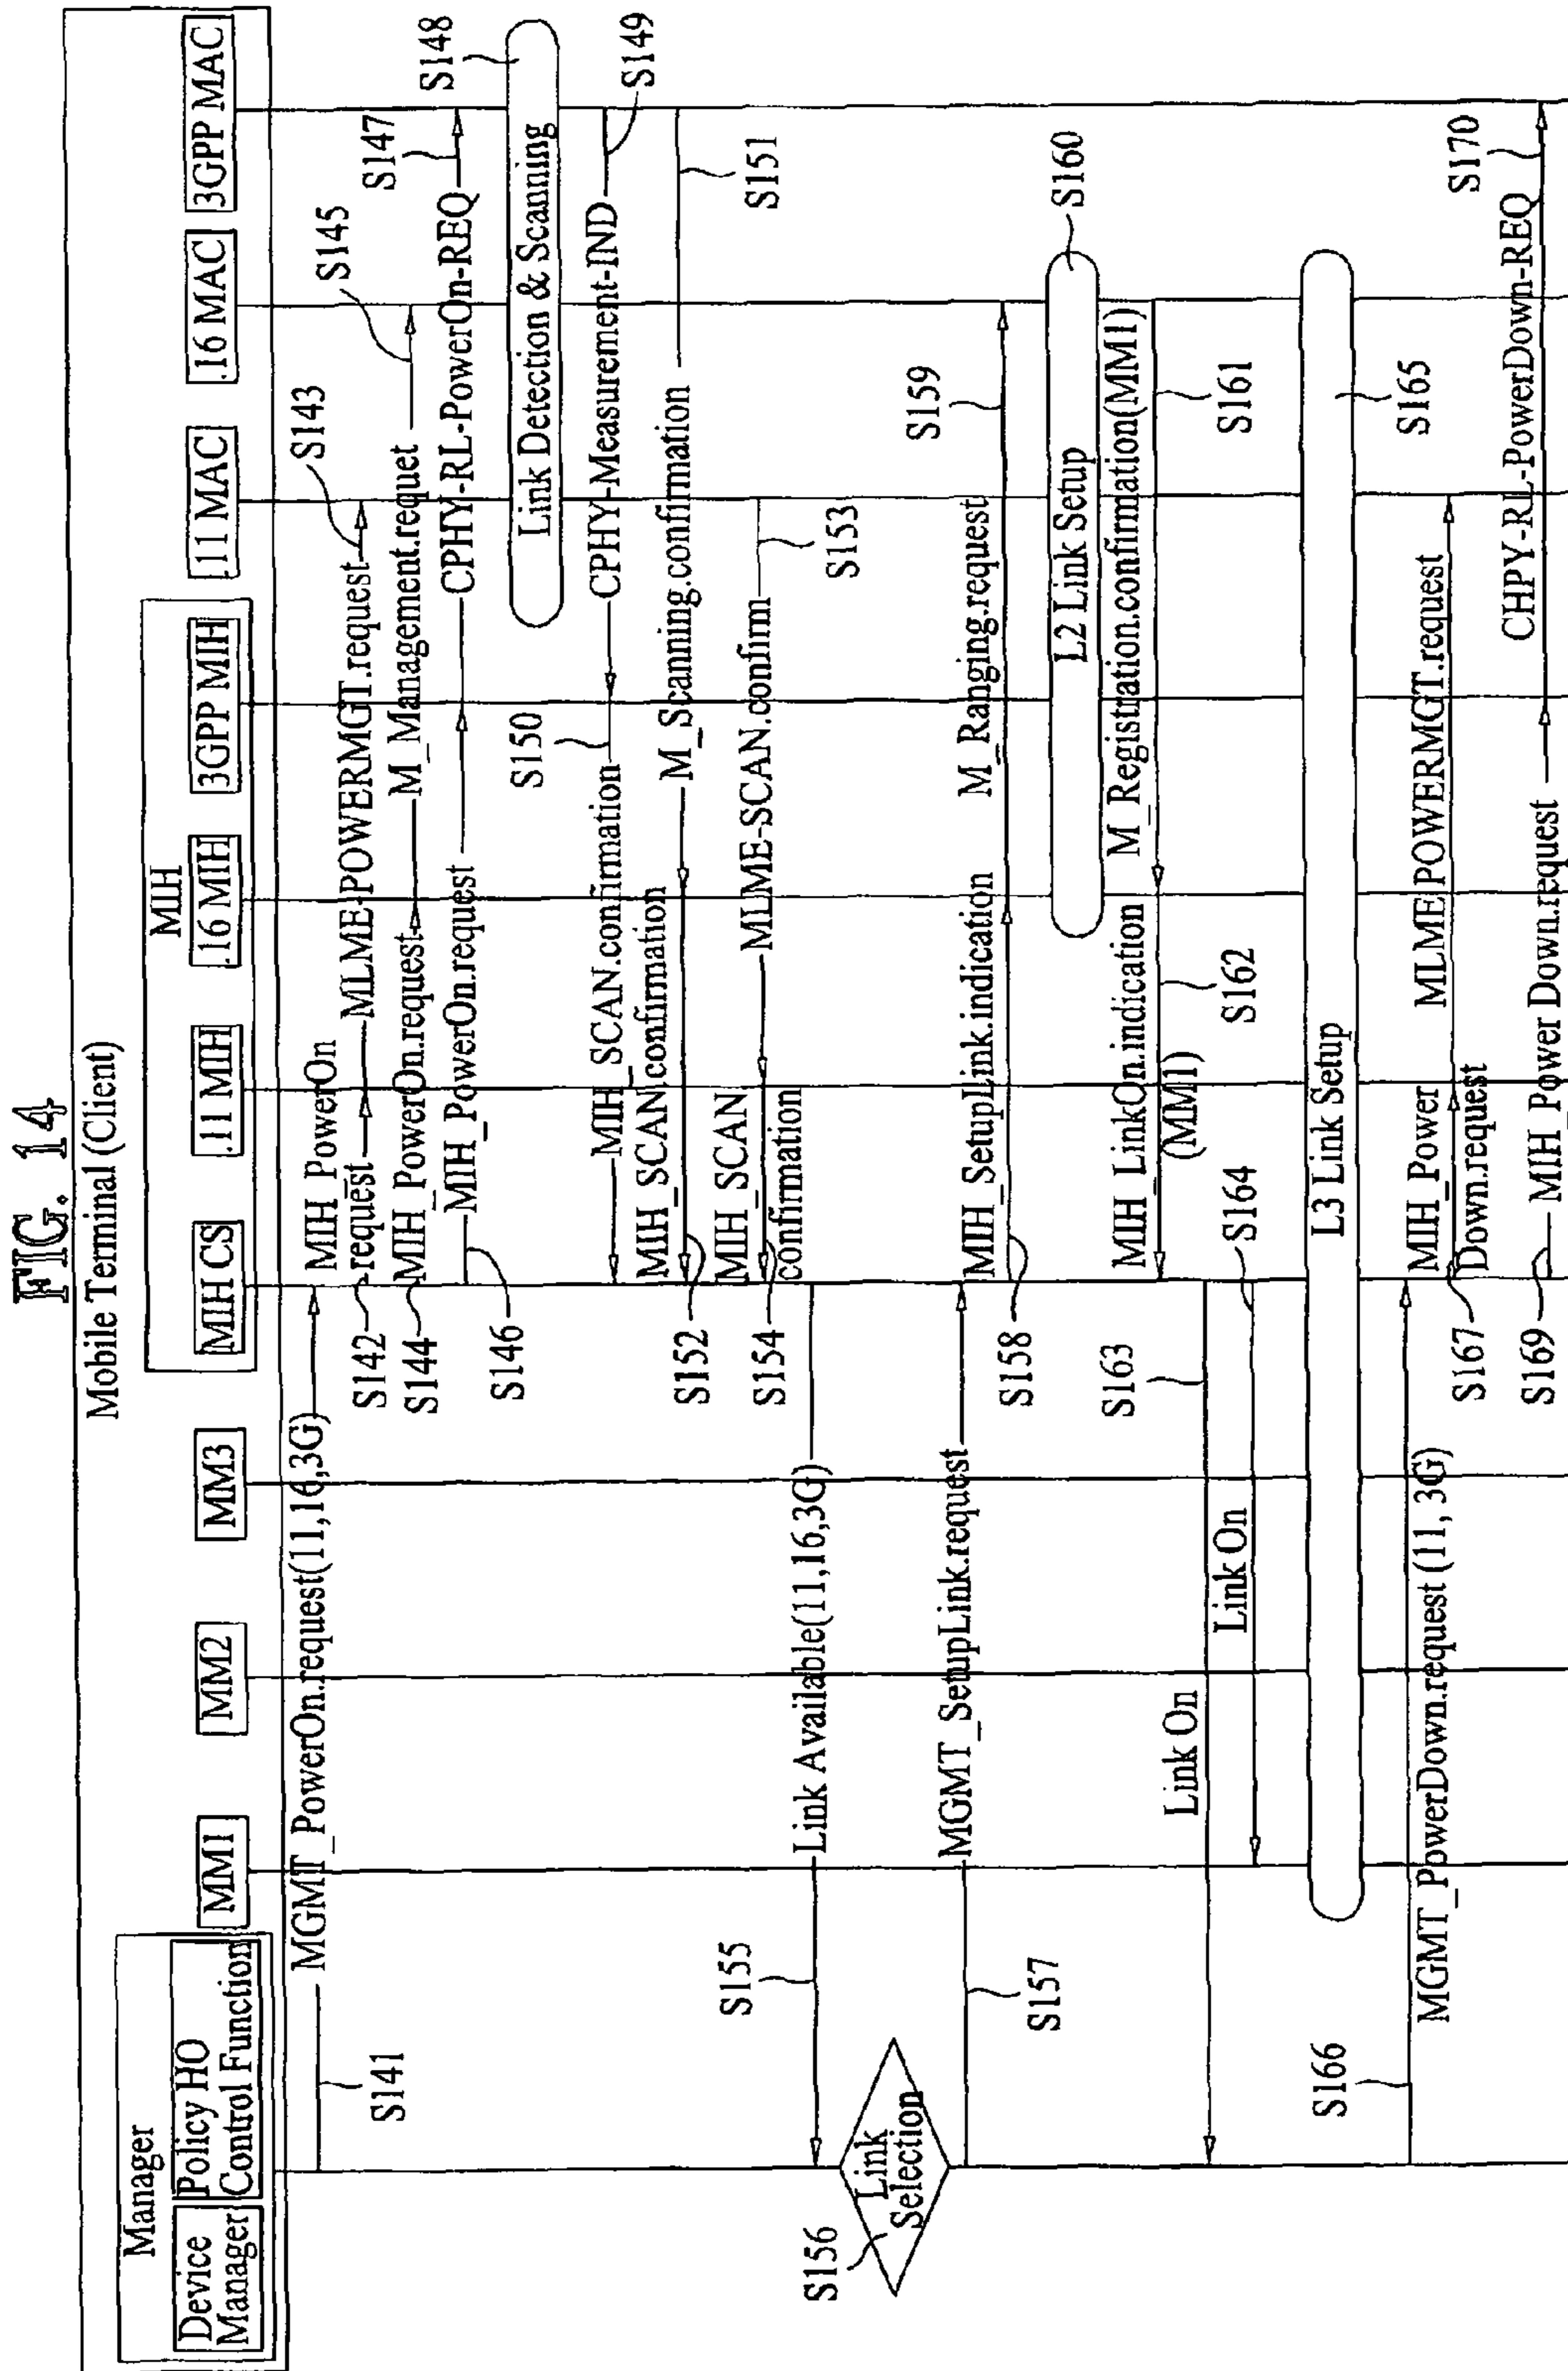 FIG. 14
Mobile Terminal (Client)
Manager
Device
Manager
Policy HO
Control Function
MM1
MM2
MM3
MIH
MIH CS
.11 MIH
.16 MIH
3GPP MIH
.11 MAC
.16 MAC
3GPP MAC
S141
MGMT_PowerOn.request(11,16,3G)
S142
MIH_PowerOn
request
MLME-POWERMGT.request
S143
S144
MIH_PowerOn.request
M_Management.requet
S145
S146
MIH_PowerOn.request
CPHY-RL-PowerOn-REQ
S147
Link Detection & Scanning
S148
CPHY-Measurement-IND
S149
MIH_SCAN.confirmation
S150
M_Scanning.confirmation
S151
MIH_SCAN.confirmation
S152
MLME-SCAN.confirm
S153
MIH_SCAN
confirmation
S154
Link Available(11,16,3G)
S155
Link
Selection
S156
MGMT_SetupLink.request
S157
MIH_SetupLink.indication
S158
M_Ranging.request
S159
L2 Link Setup
S160
M_Registration.confirmation(MM1)
S161
MIH_LinkOn.indication
(MM1)
S162
Link On
S163
Link On
S164
L3 Link Setup
S165
S166
MGMT_PowerDown.request (11, 3G)
MIH_Power
Down.request
S167
MLME-POWERMGT.request
S169
MIH_Power Down.request
CHPY-RL-PowerDown-REQ
S170